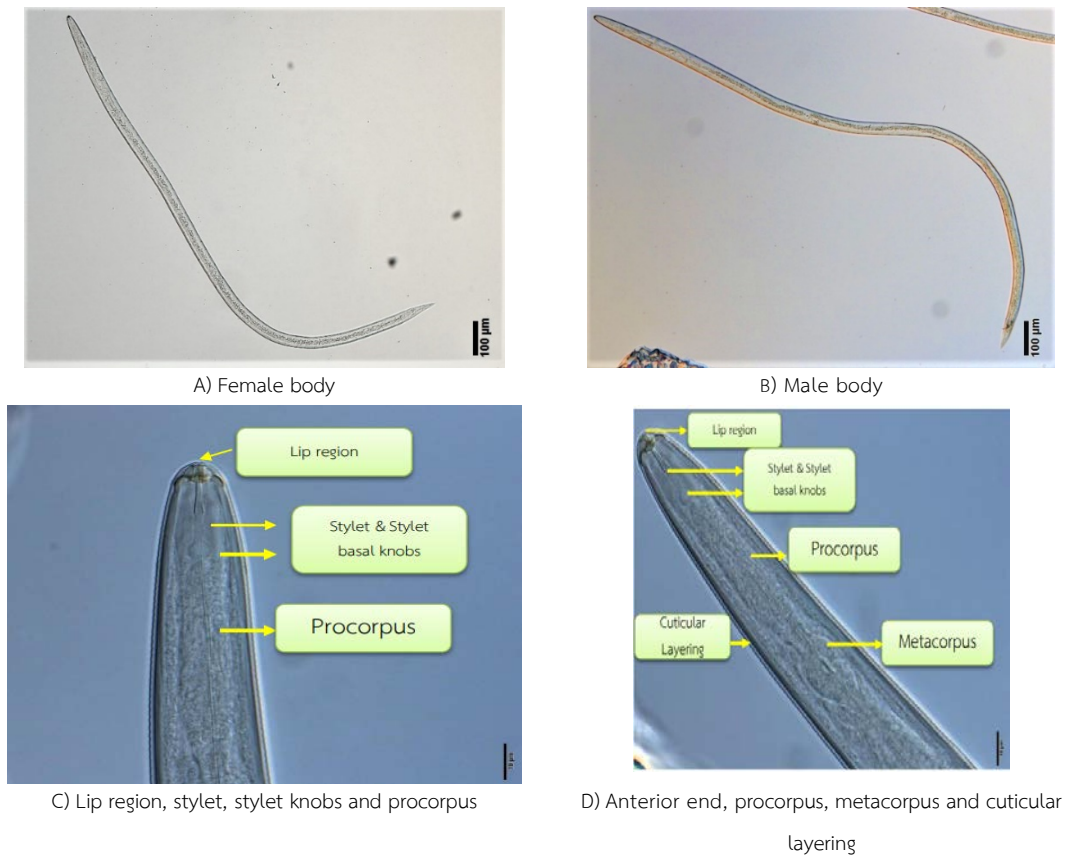 100 µm
100 µm
A) Female body
B) Male body
Lip region
Stylet & Stylet
basal knobs
Procorpus
Lip region
Stylet & Stylet
basal knobs
Procorpus
Cuticular
Layering
Metacorpus
C) Lip region, stylet, stylet knobs and procorpus
D) Anterior end, procorpus, metacorpus and cuticular
layering